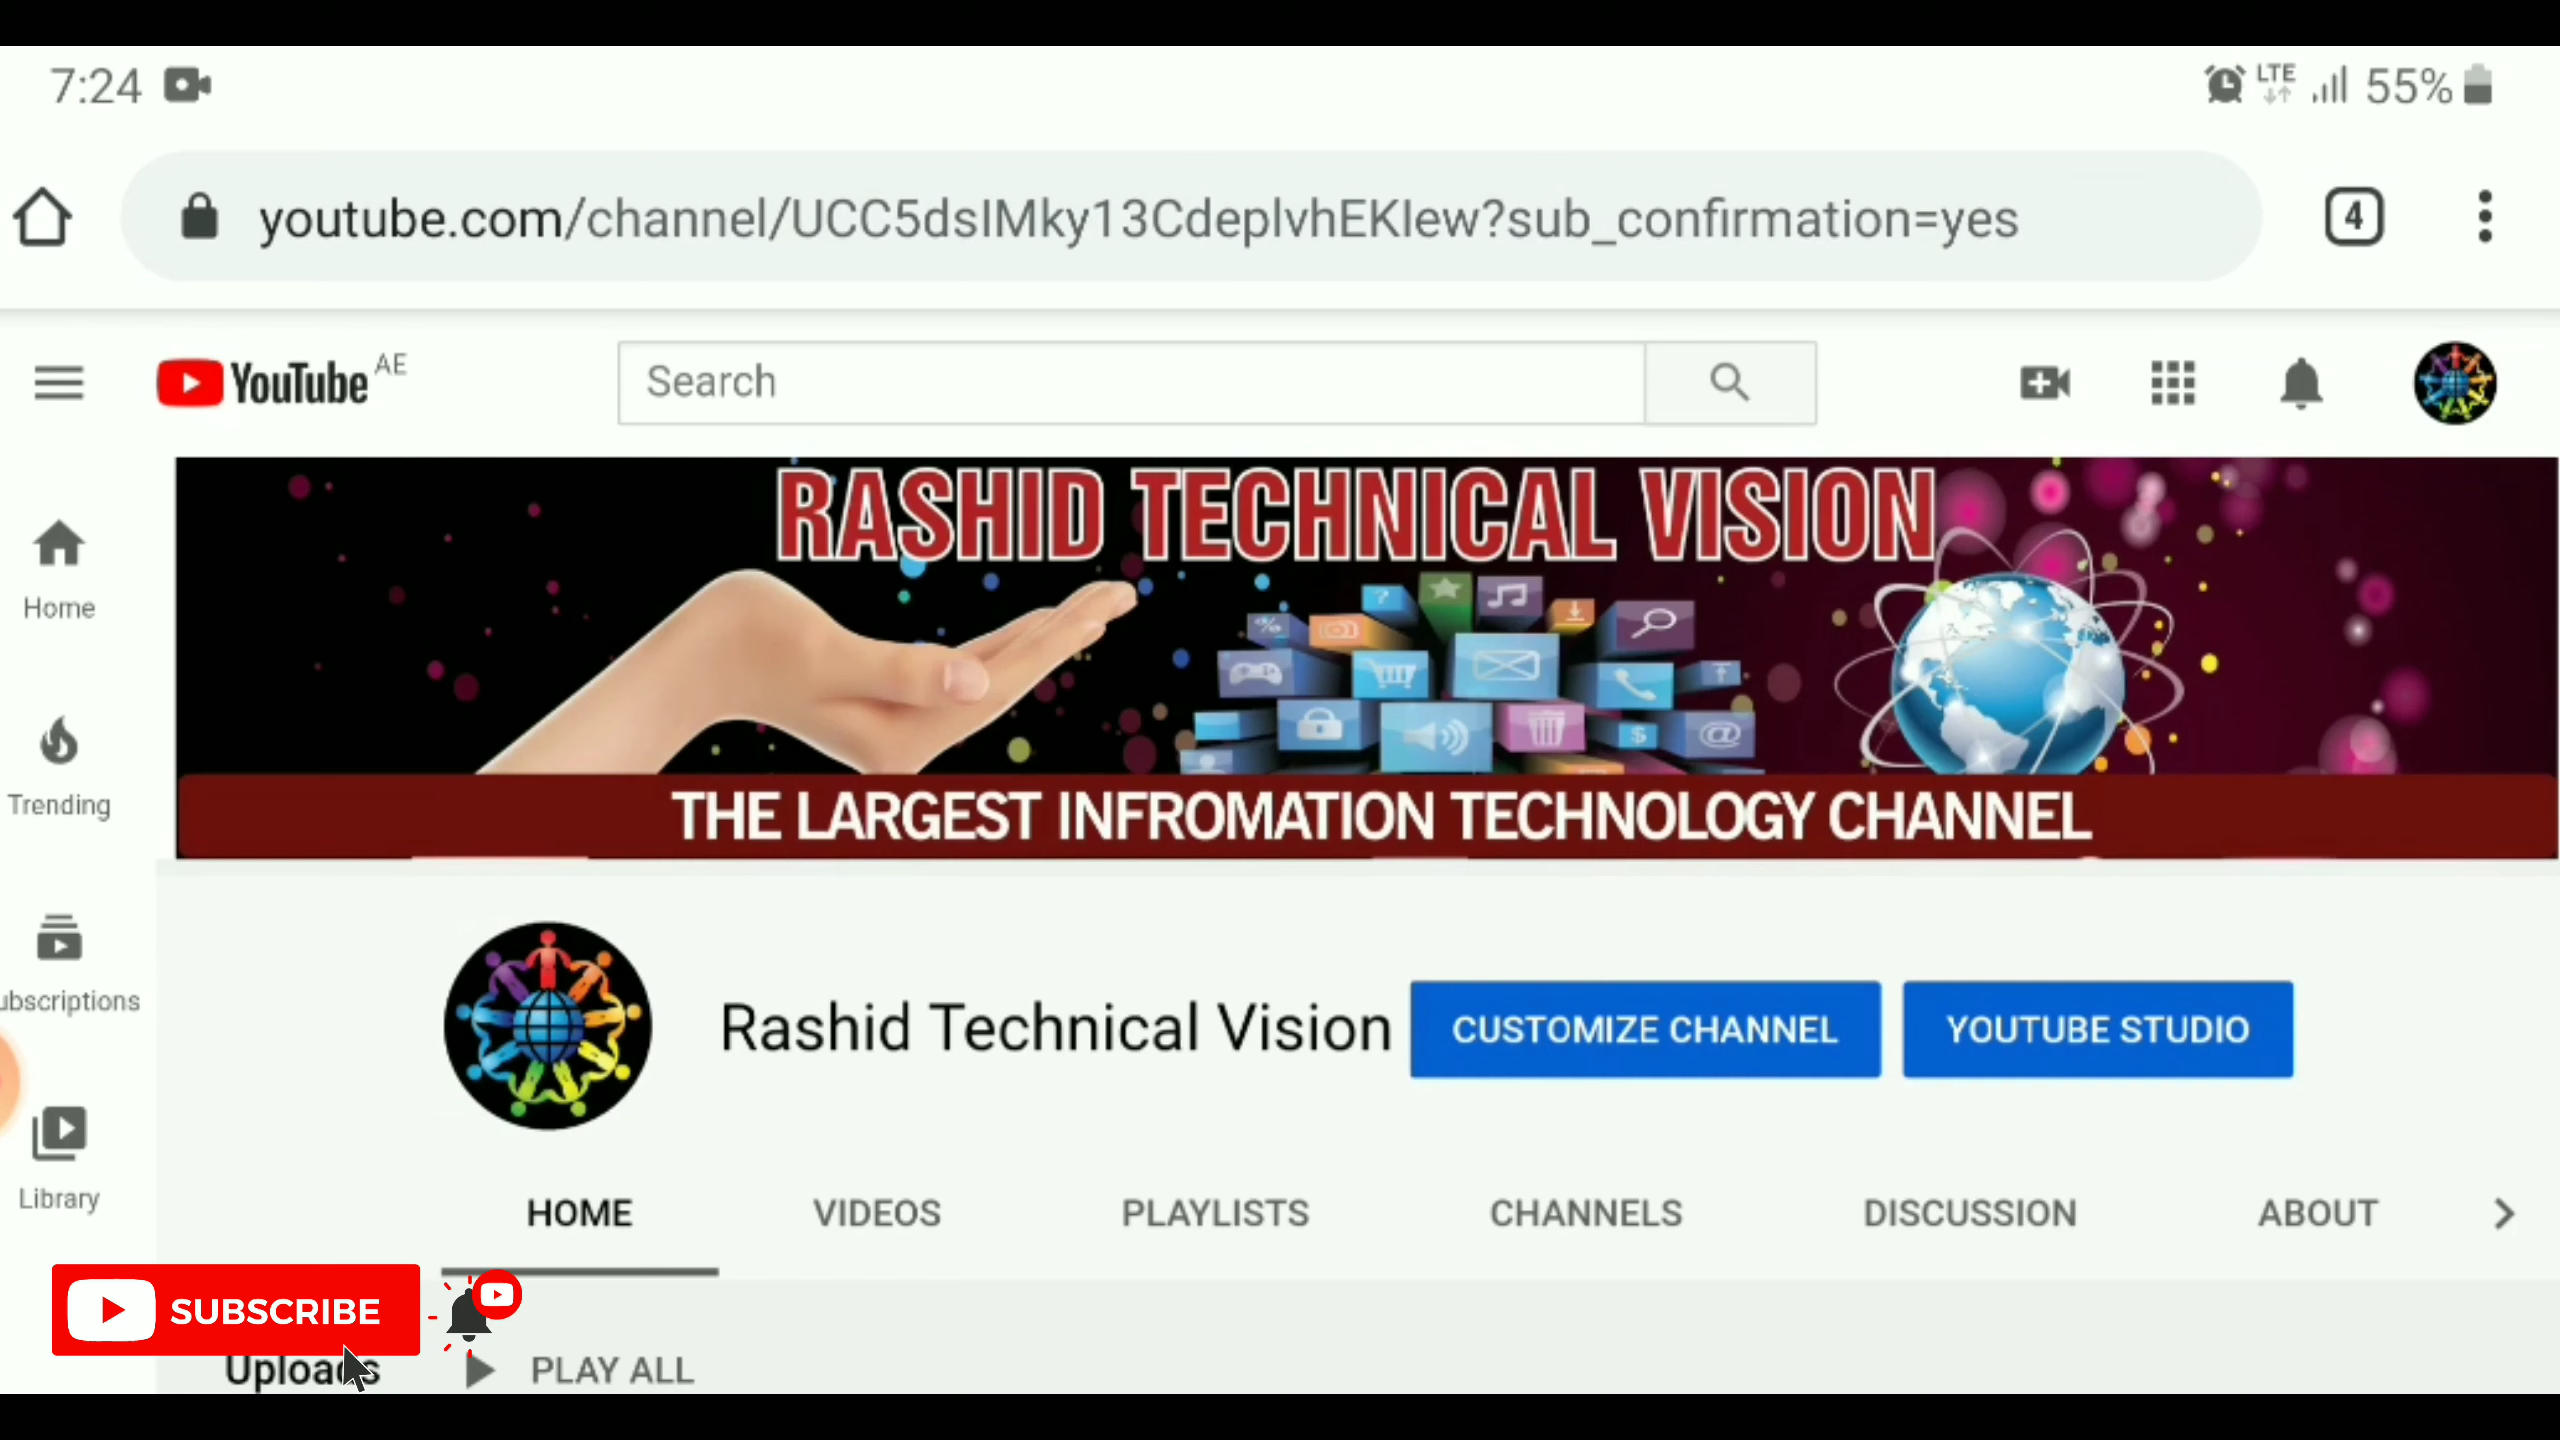 7:24 LTE 55%
youtube.com/channel/UCC5dsIMky13CdeplvhEKIew?sub_confirmation=yes 4
YouTube AE Search
RASHID TECHNICAL VISION
THE LARGEST INFROMATION TECHNOLOGY CHANNEL
Home
Trending
ubscriptions
Library
Rashid Technical Vision CUSTOMIZE CHANNEL YOUTUBE STUDIO
HOME VIDEOS PLAYLISTS CHANNELS DISCUSSION ABOUT
SUBSCRIBE
Uploads PLAY ALL